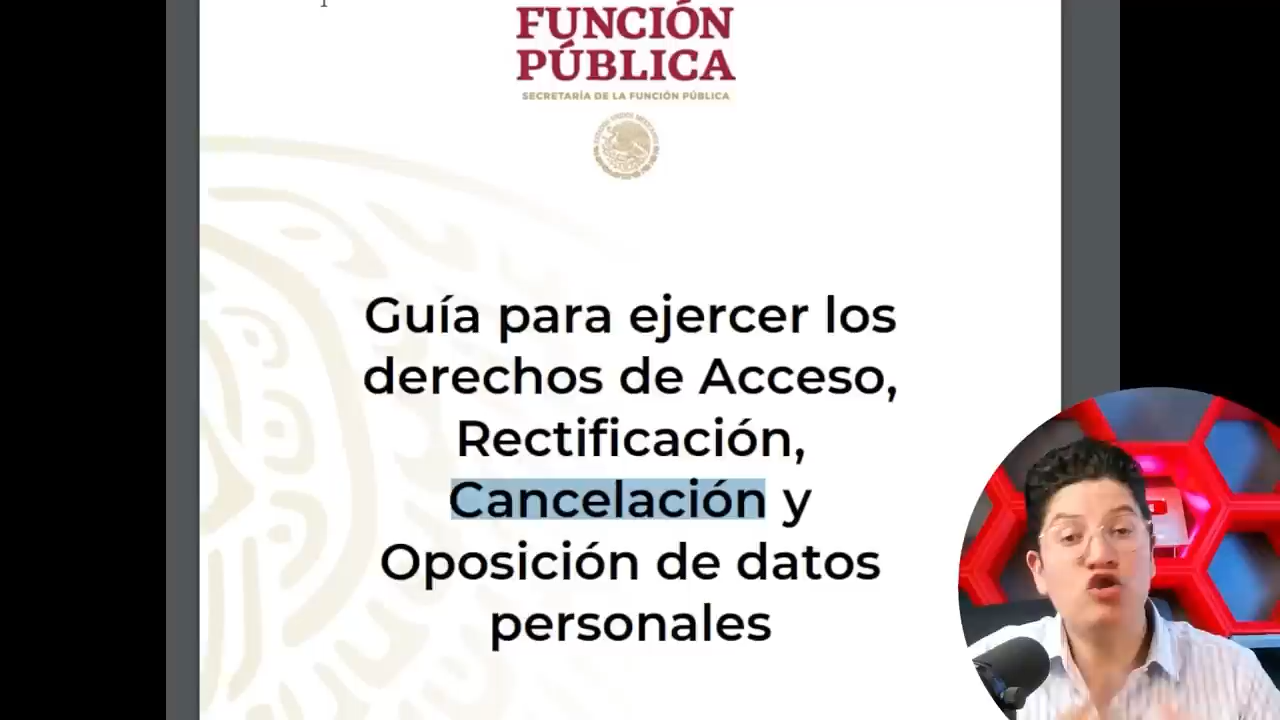 FUNCIÓN
PÚBLICA
SECRETARÍA DE LA FUNCIÓN PÚBLICA
Guía para ejercer los
derechos de Acceso,
Rectificación,
Cancelación y
Oposición de datos
personales